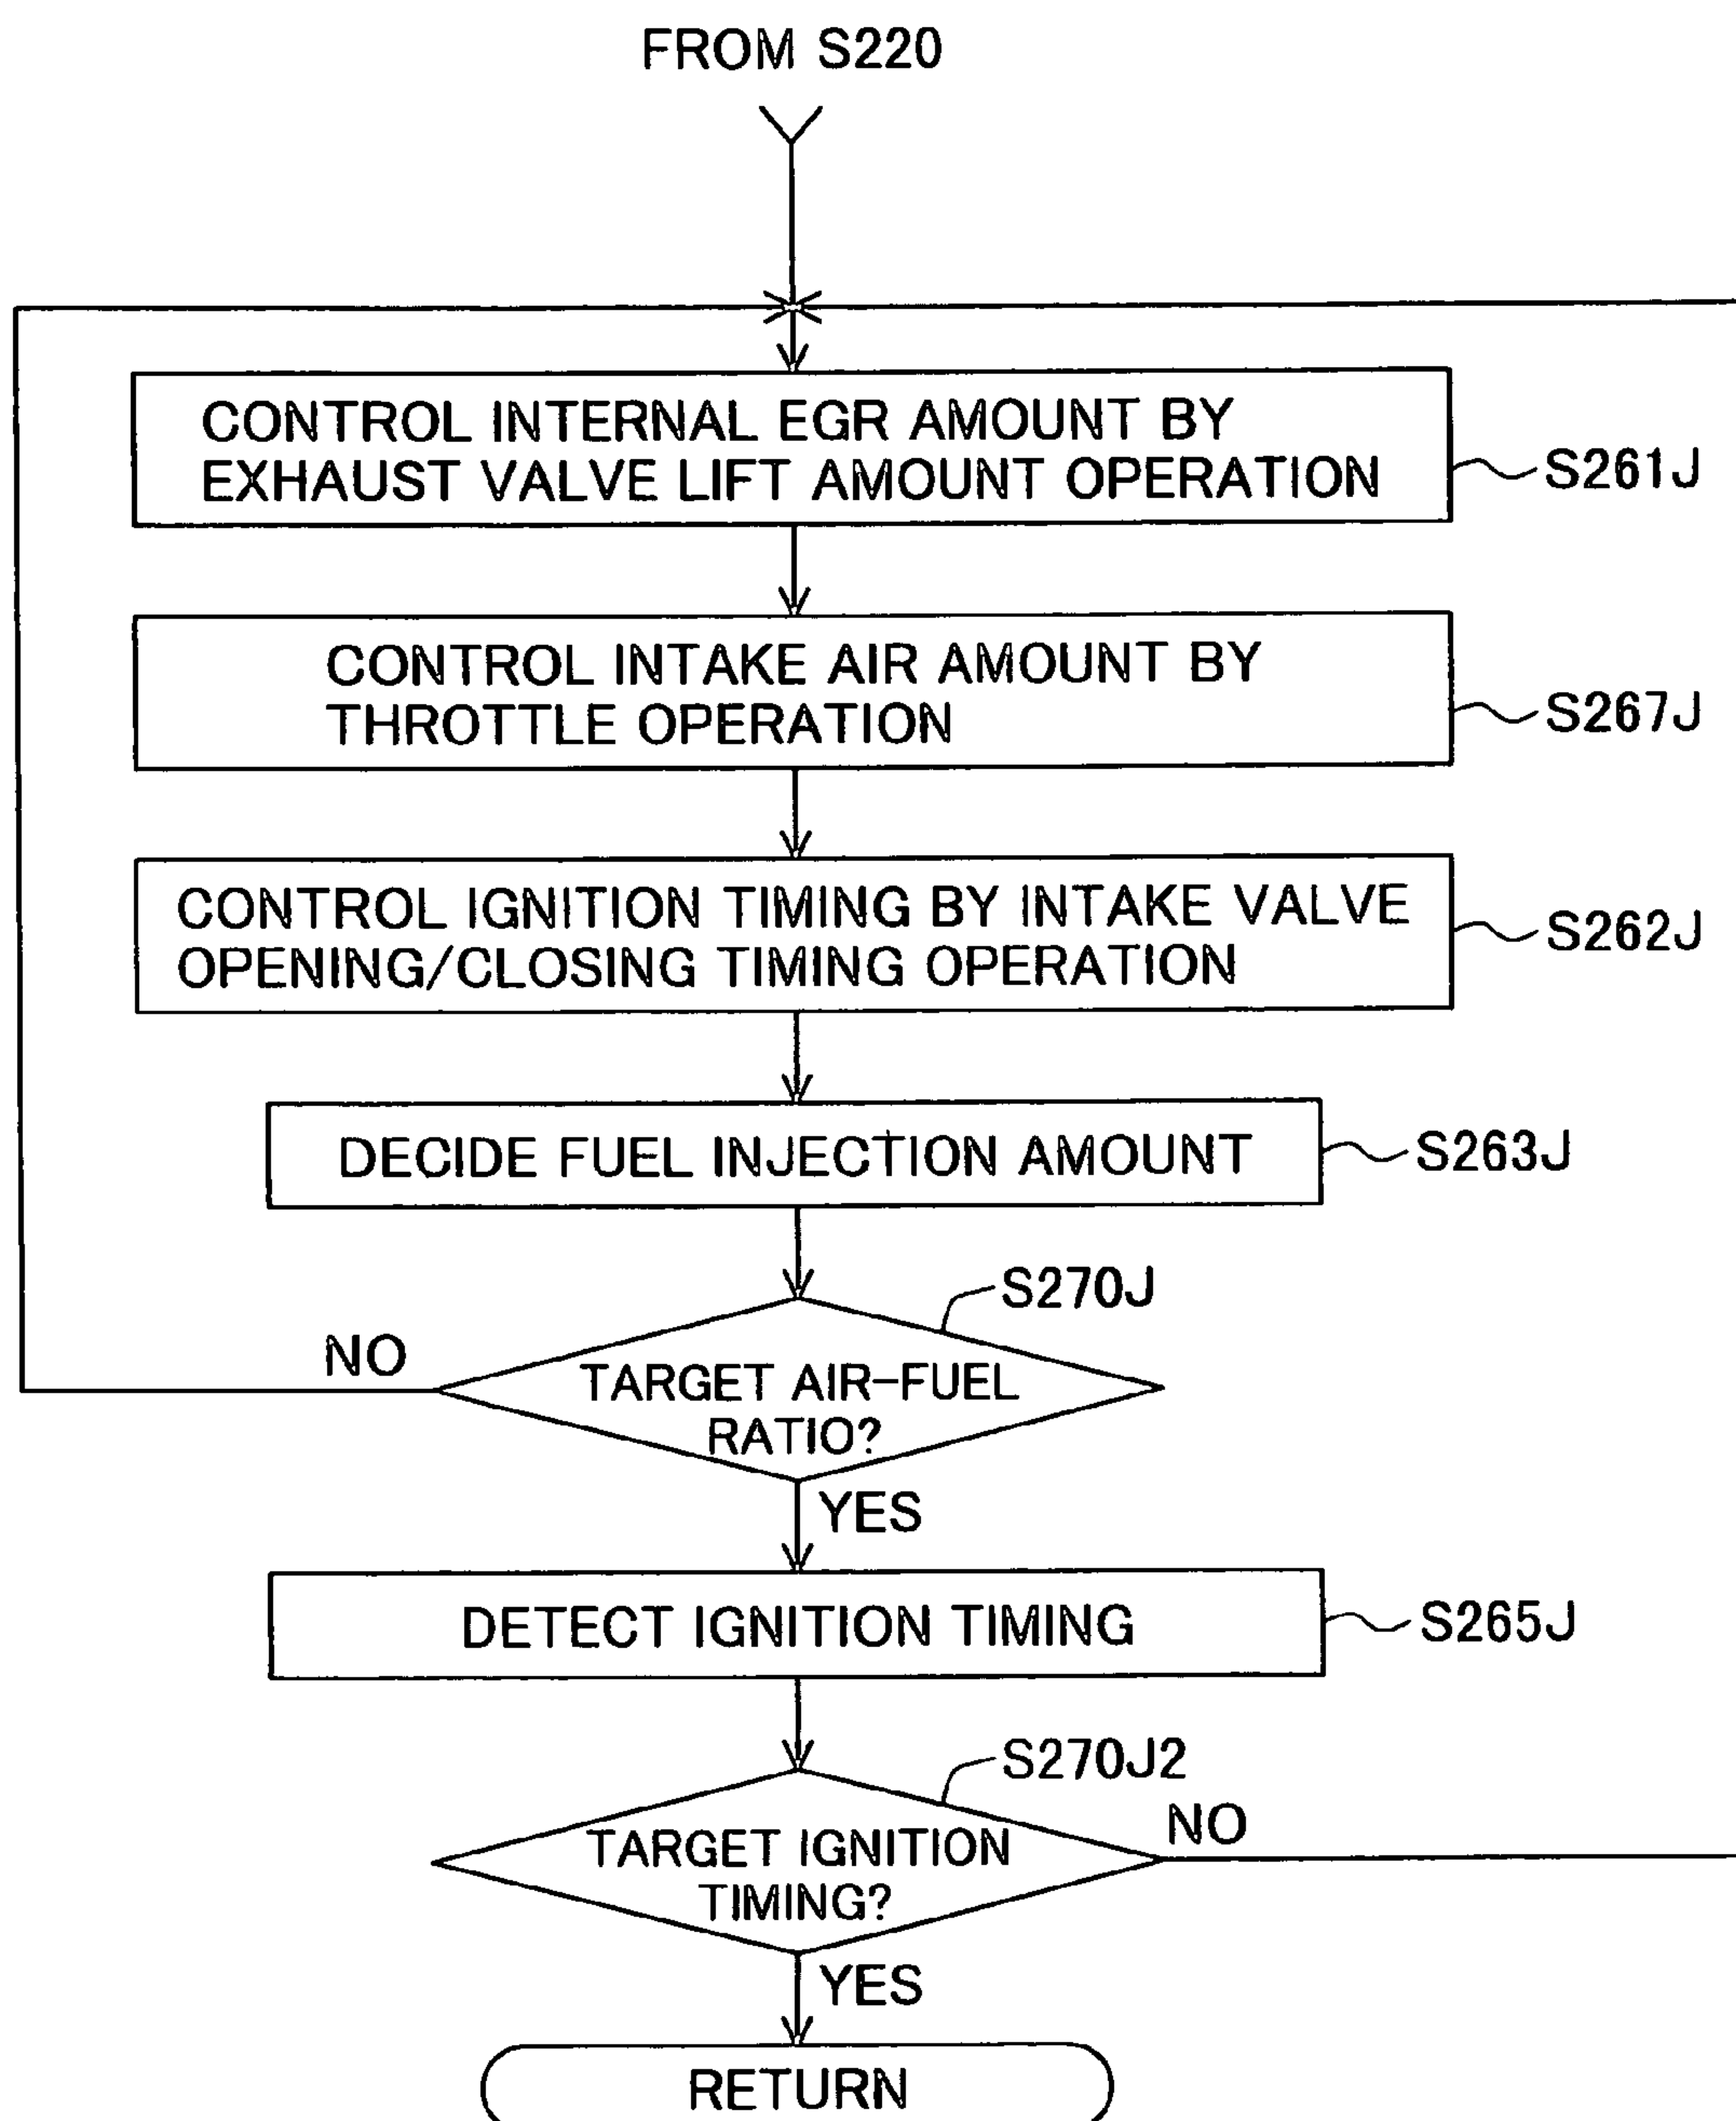 FROM S220
CONTROL INTERNAL EGR AMOUNT BY
EXHAUST VALVE LIFT AMOUNT OPERATION
S261J
CONTROL INTAKE AIR AMOUNT BY
THROTTLE OPERATION
S267J
CONTROL IGNITION TIMING BY INTAKE VALVE
OPENING/CLOSING TIMING OPERATION
S262J
DECIDE FUEL INJECTION AMOUNT
S263J
S270J
NO
TARGET AIR-FUEL
RATIO?
YES
DETECT IGNITION TIMING
S265J
S270J2
NO
TARGET IGNITION
TIMING?
YES
RETURN